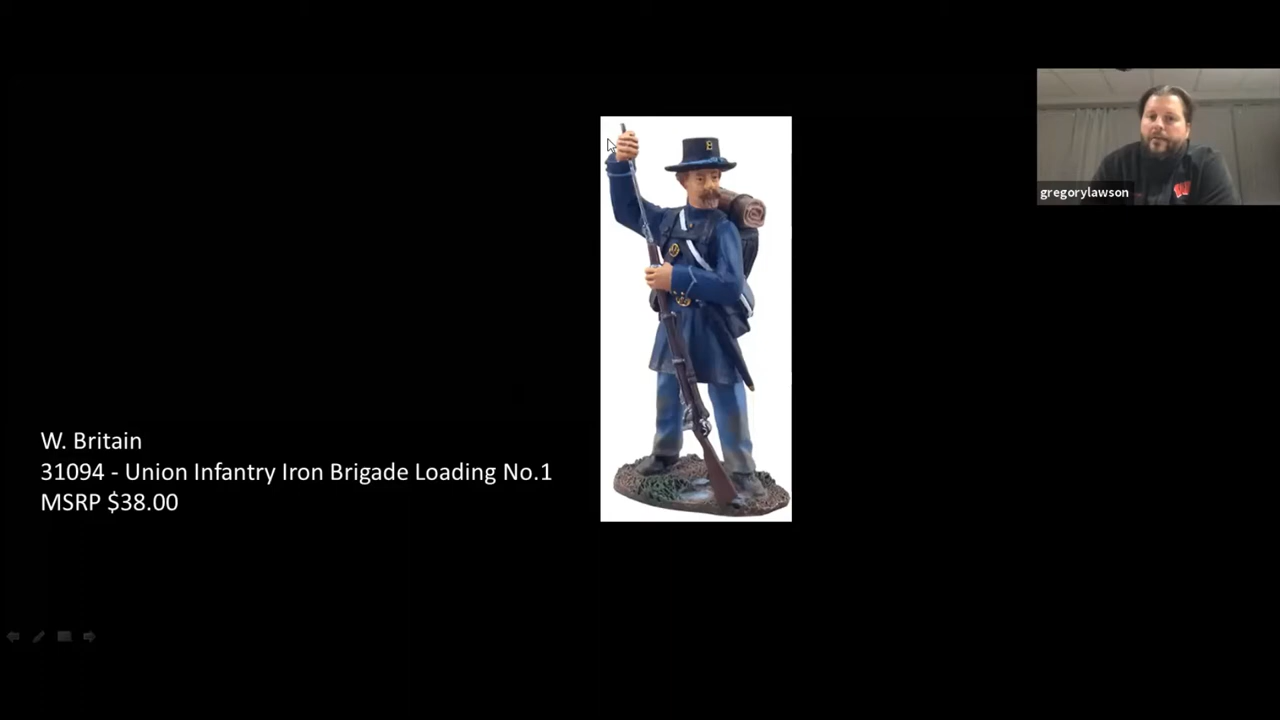 gregorylawson
W. Britain
31094 - Union Infantry Iron Brigade Loading No.1
MSRP $38.00